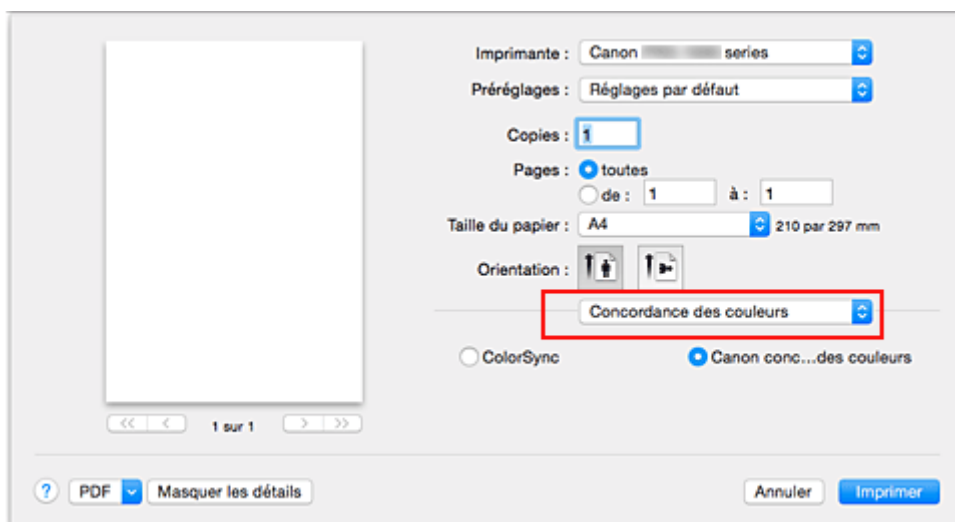 Imprimante : Canon series
Préréglages : Réglages par défaut
Copies : 1
Pages : toutes
de : 1 à : 1
Taille du papier : A4 210 par 297 mm
Orientation :
Concordance des couleurs
ColorSync Canon conc...des couleurs
<< < 1 sur 1 > >>
? PDF Masquer les détails Annuler Imprimer